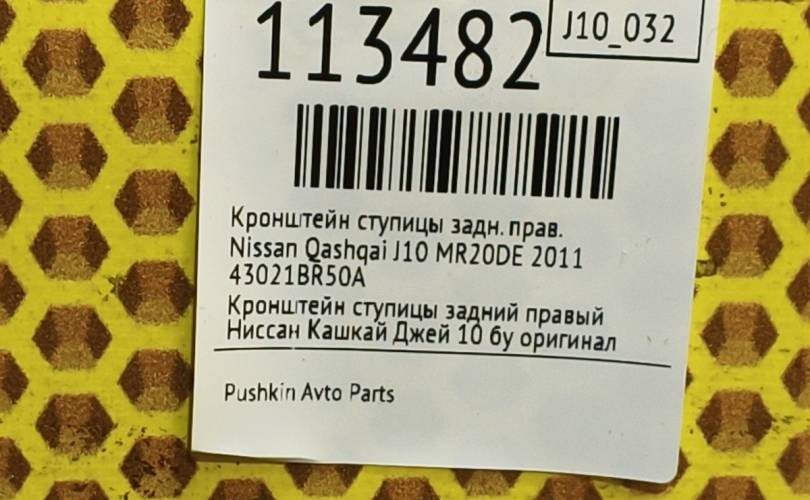 113482
J10_032
Кронштейн ступицы задн. прав.
Nissan Qashqai J10 MR20DE 2011
43021BR50A
Кронштейн ступицы задний правый
Ниссан Кашкай Джей 10 бу оригинал
Pushkin Avto Parts